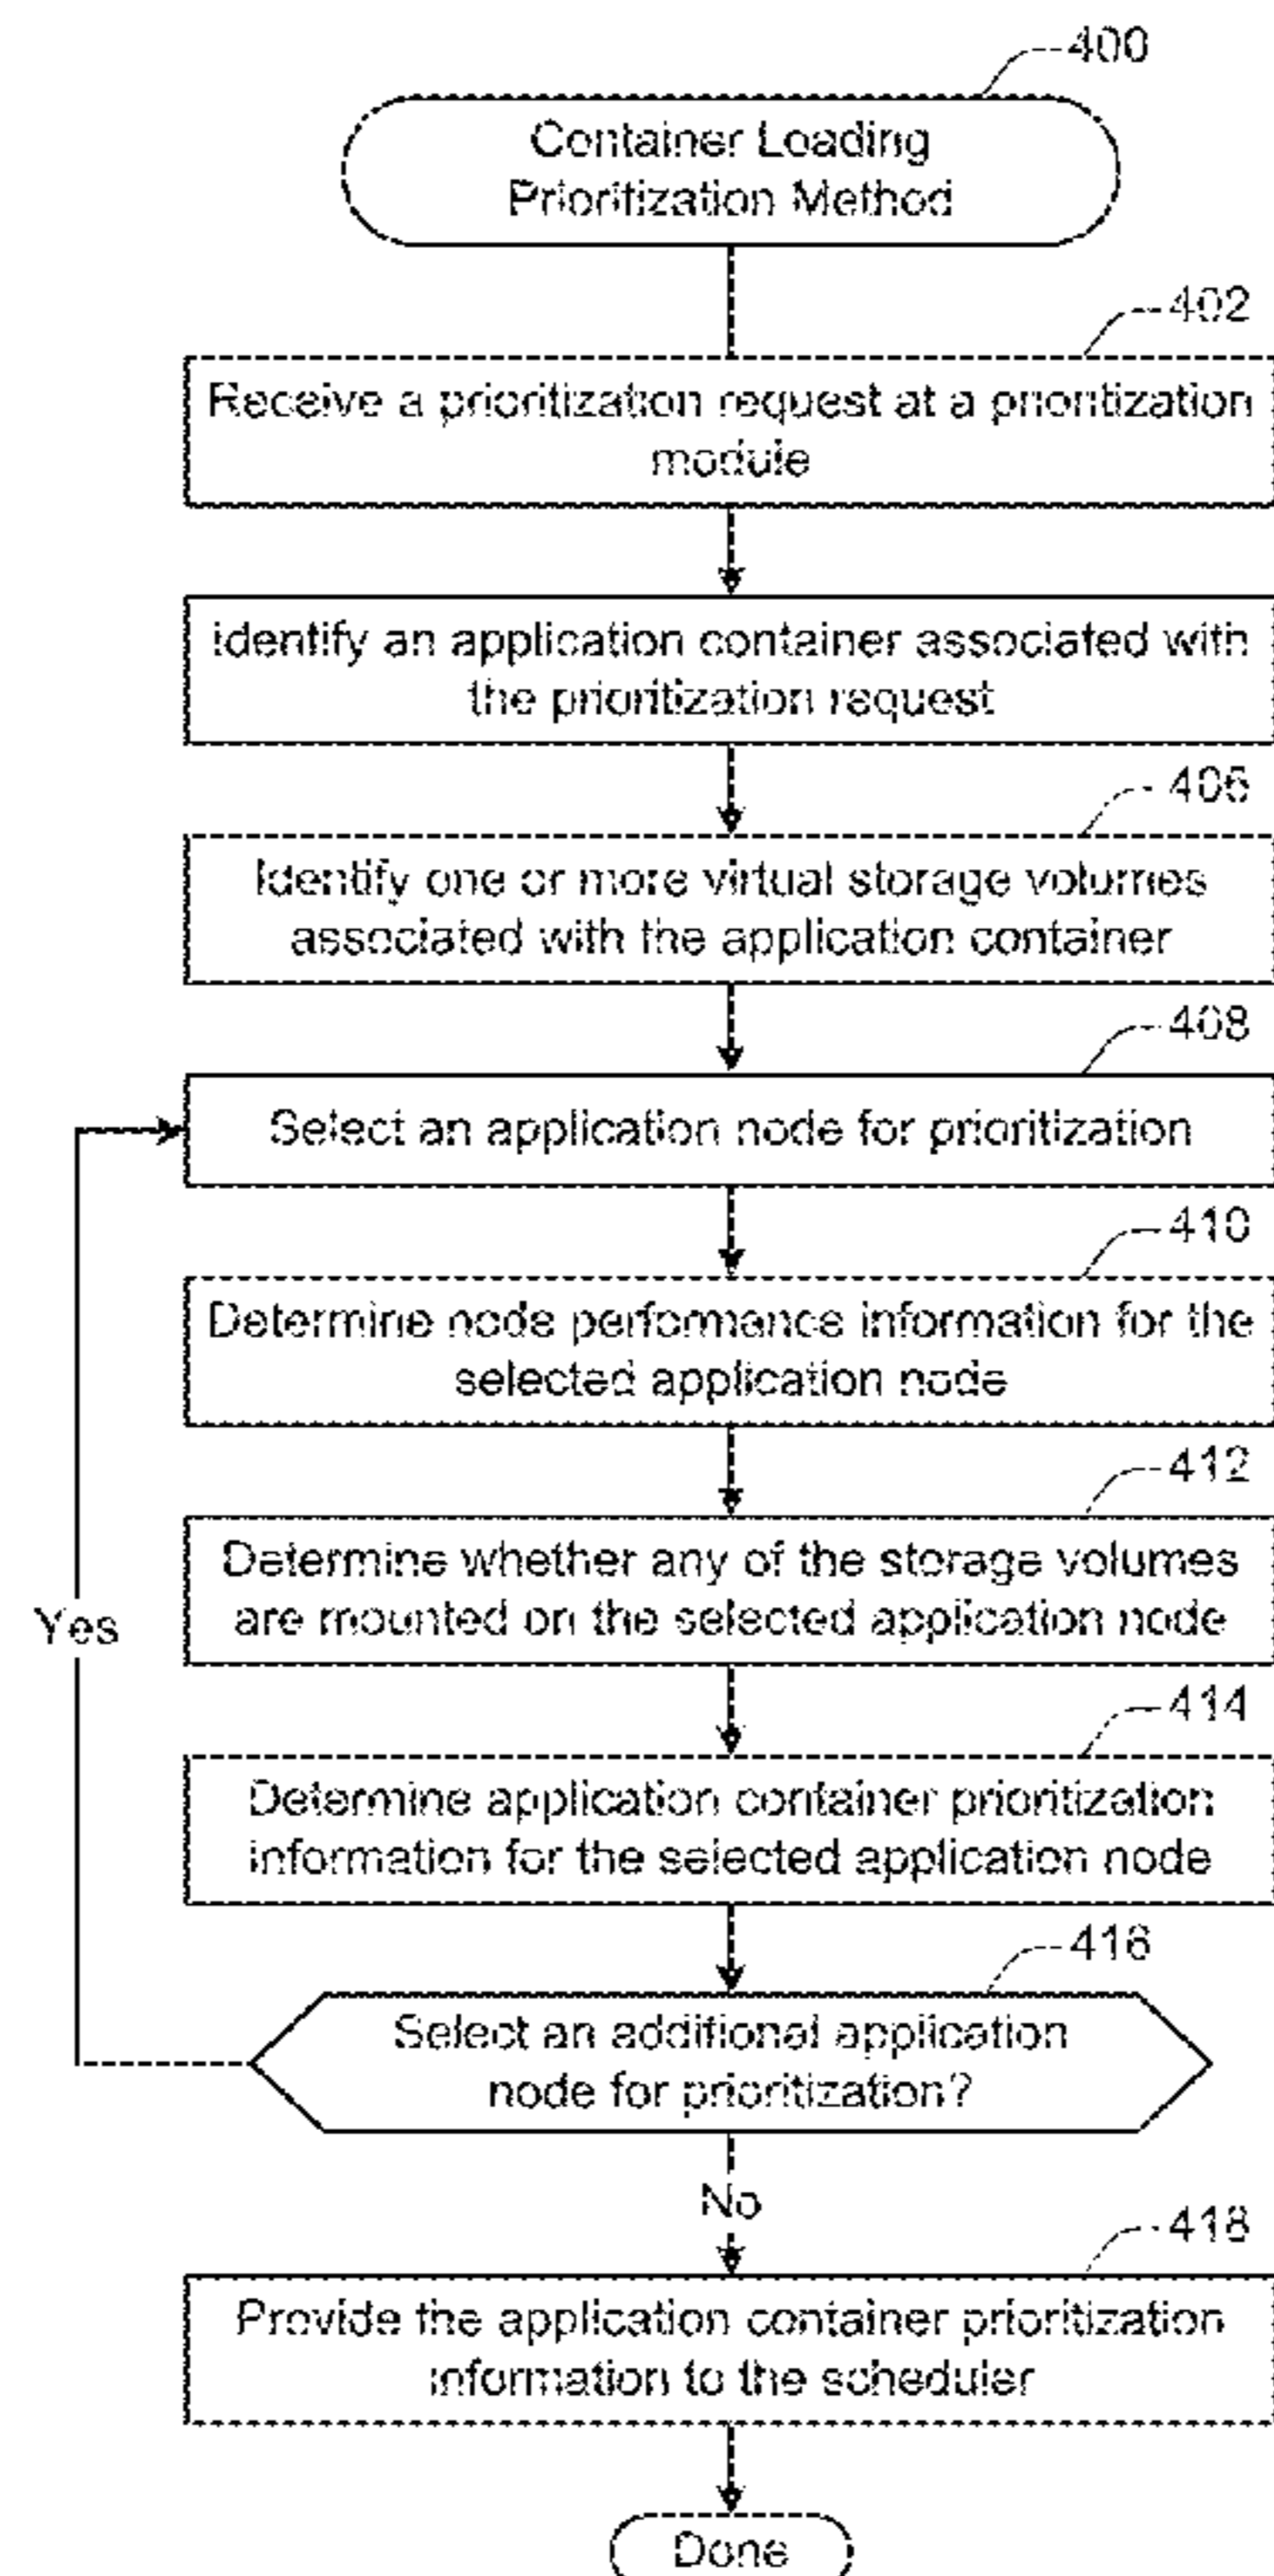 400
Container Loading
Prioritization Method
402
Receive a prioritization request at a prioritization
module
Identify an application container associated with
the prioritization request
406
Identify one or more virtual storage volumes
associated with the application container
408
Select an application node for prioritization
410
Determine node performance information for the
selected application node
412
Determine whether any of the storage volumes
are mounted on the selected application node
Yes
414
Determine application container prioritization
information for the selected application node
416
Select an additional application
node for prioritization?
No
418
Provide the application container prioritization
information to the scheduler
Done